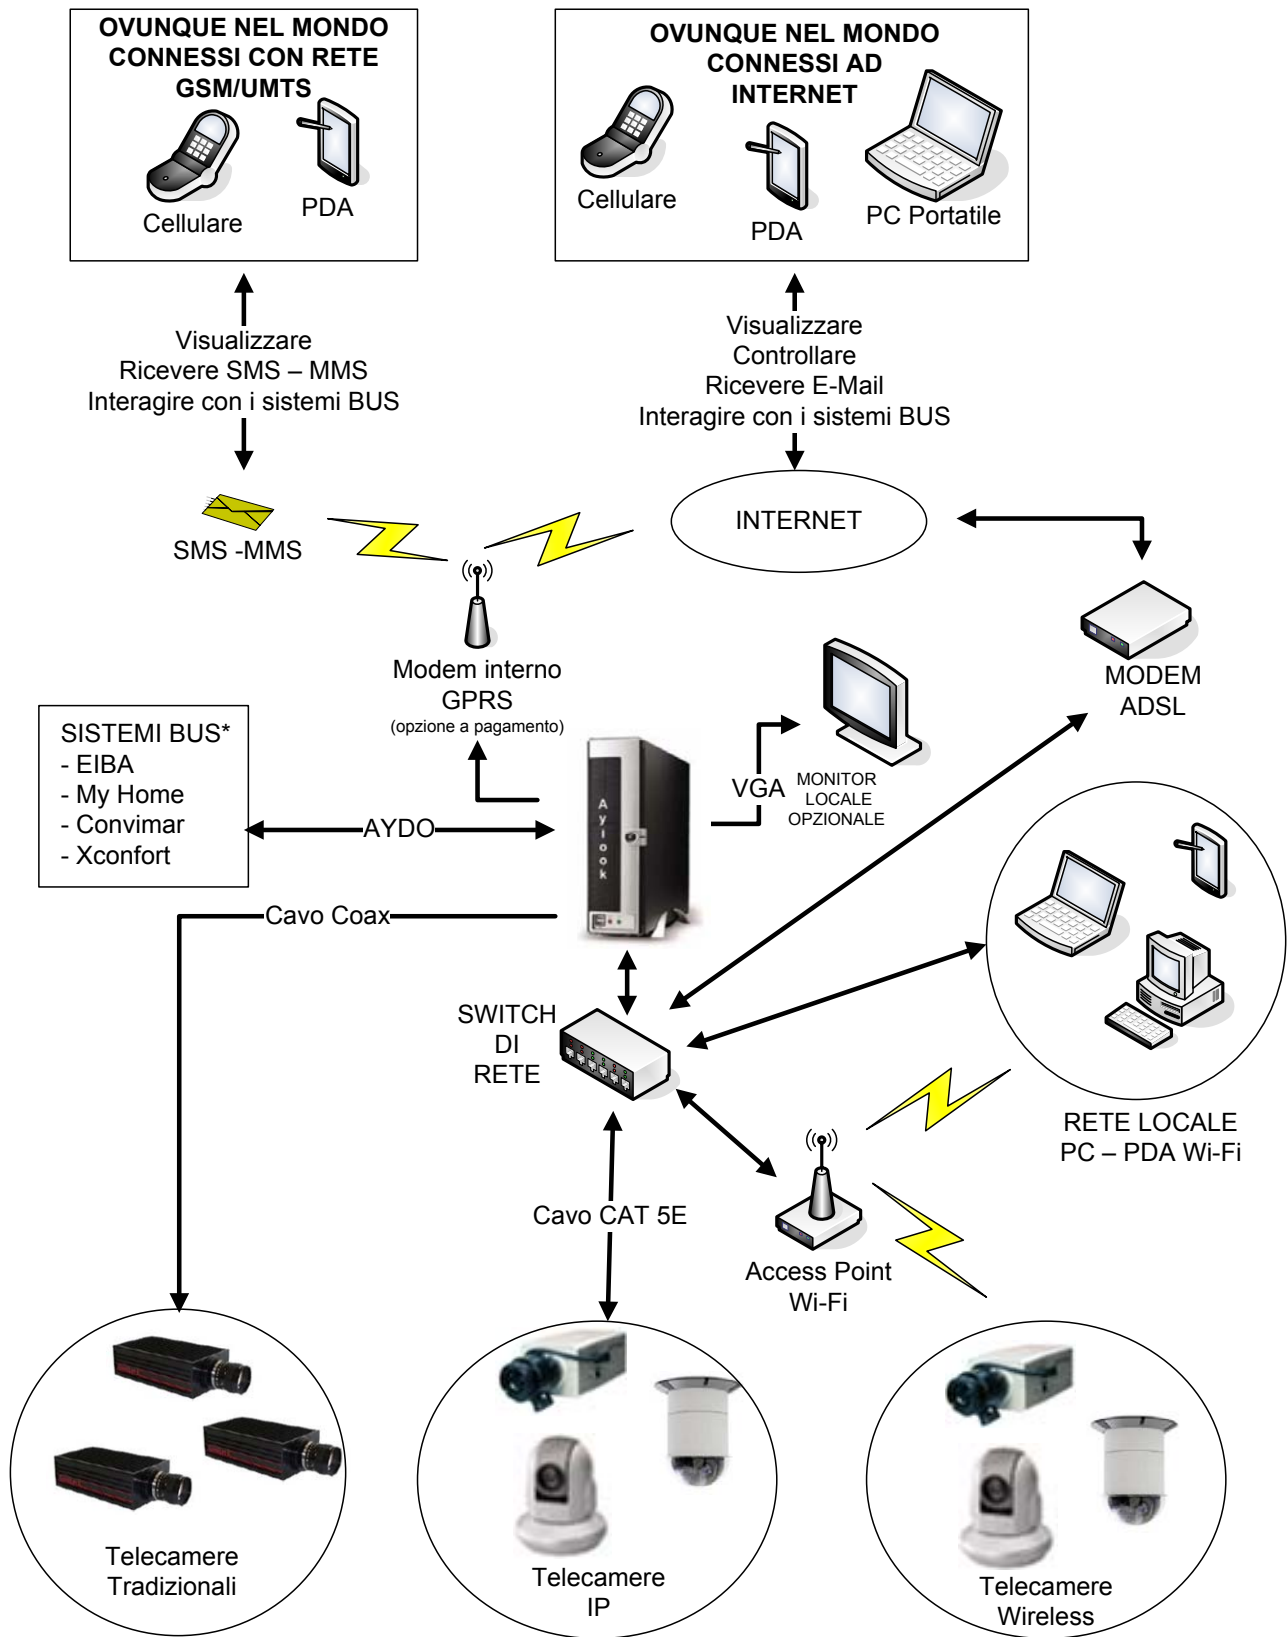 OVUNQUE NEL MONDO
CONNESSI CON RETE
GSM/UMTS
Cellulare
PDA
OVUNQUE NEL MONDO
CONNESSI AD
INTERNET
Cellulare
PDA
PC Portatile
Visualizzare
Ricevere SMS – MMS
Interagire con i sistemi BUS
Visualizzare
Controllare
Ricevere E-Mail
Interagire con i sistemi BUS
SMS -MMS
INTERNET
Modem interno
GPRS
(opzione a pagamento)
MODEM
ADSL
SISTEMI BUS*
- EIBA
- My Home
- Convimar
- Xconfort
AYDO
Aylook
VGA
MONITOR
LOCALE
OPZIONALE
Cavo Coax
SWITCH
DI
RETE
RETE LOCALE
PC – PDA Wi-Fi
Cavo CAT 5E
Access Point
Wi-Fi
Telecamere
Tradizionali
Telecamere
IP
Telecamere
Wireless